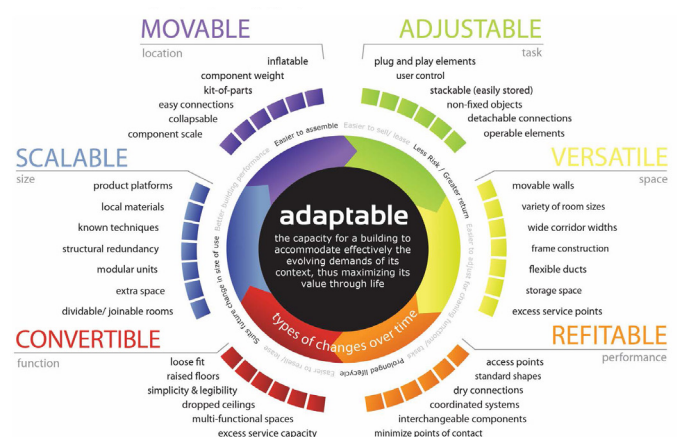 MOVABLE
location
inflatable
component weight
kit-of-parts
easy connections
collapsable
component scale
ADJUSTABLE
task
plug and play elements
user control
stackable (easily stored)
non-fixed objects
detachable connections
operable elements
SCALABLE
size
product platforms
local materials
known techniques
structural redundancy
modular units
extra space
dividable/ joinable rooms
VERSATILE
space
movable walls
variety of room sizes
wide corridor widths
frame construction
flexible ducts
storage space
excess service points
CONVERTIBLE
function
loose fit
raised floors
simplicity & legibility
dropped ceilings
multi-functional spaces
excess service capacity
REFITABLE
performance
access points
standard shapes
dry connections
coordinated systems
interchangeable components
minimize points of contact
Easier to assemble
Easier to sell/ lease
Less Risk / Greater return
Easier to adjust for chasing functions/ tasks
Prolonged lifecycle
Easier to resell/ lease
Suits future change in size of use
Better building performance
adaptable
the capacity for a building to
accommodate effectively the
evolving demands of its
context, thus maximizing its
value through life
types of changes over time